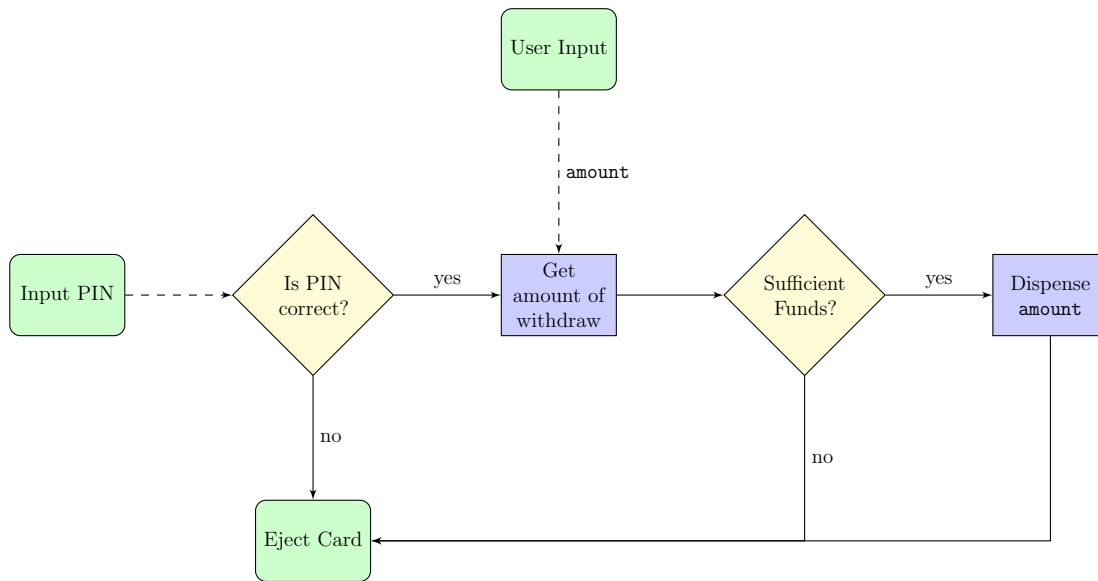 User Input
amount
Input PIN
Is PIN
correct?
yes
Get
amount of
withdraw
Sufficient
Funds?
yes
Dispense
amount
no
no
Eject Card